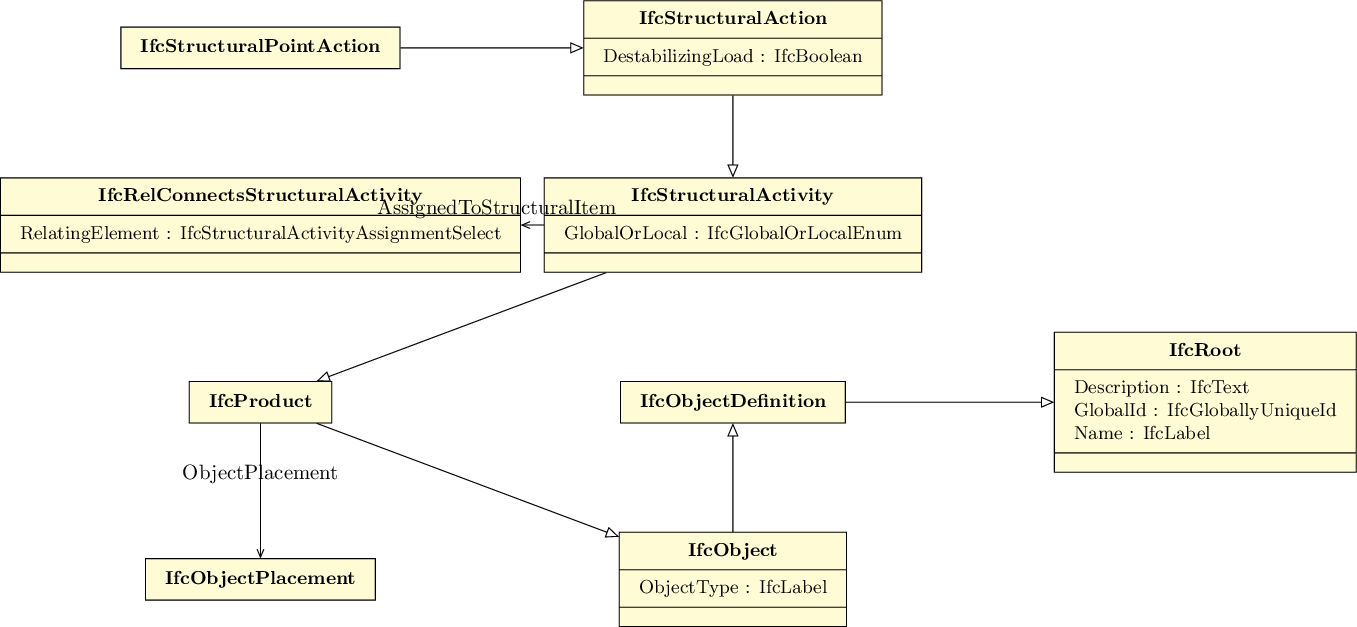 IfcStructuralPointAction
IfcStructuralAction
DestabilizingLoad : IfcBoolean
IfcRelConnectsStructuralActivity
RelatingElement : IfcStructuralActivityAssignmentSelect
AssignedToStructuralItem
IfcStructuralActivity
GlobalOrLocal : IfcGlobalOrLocalEnum
IfcProduct
IfcObjectDefinition
IfcRoot
Description : IfcText
GlobalId : IfcGloballyUniqueId
Name : IfcLabel
ObjectPlacement
IfcObjectPlacement
IfcObject
ObjectType : IfcLabel